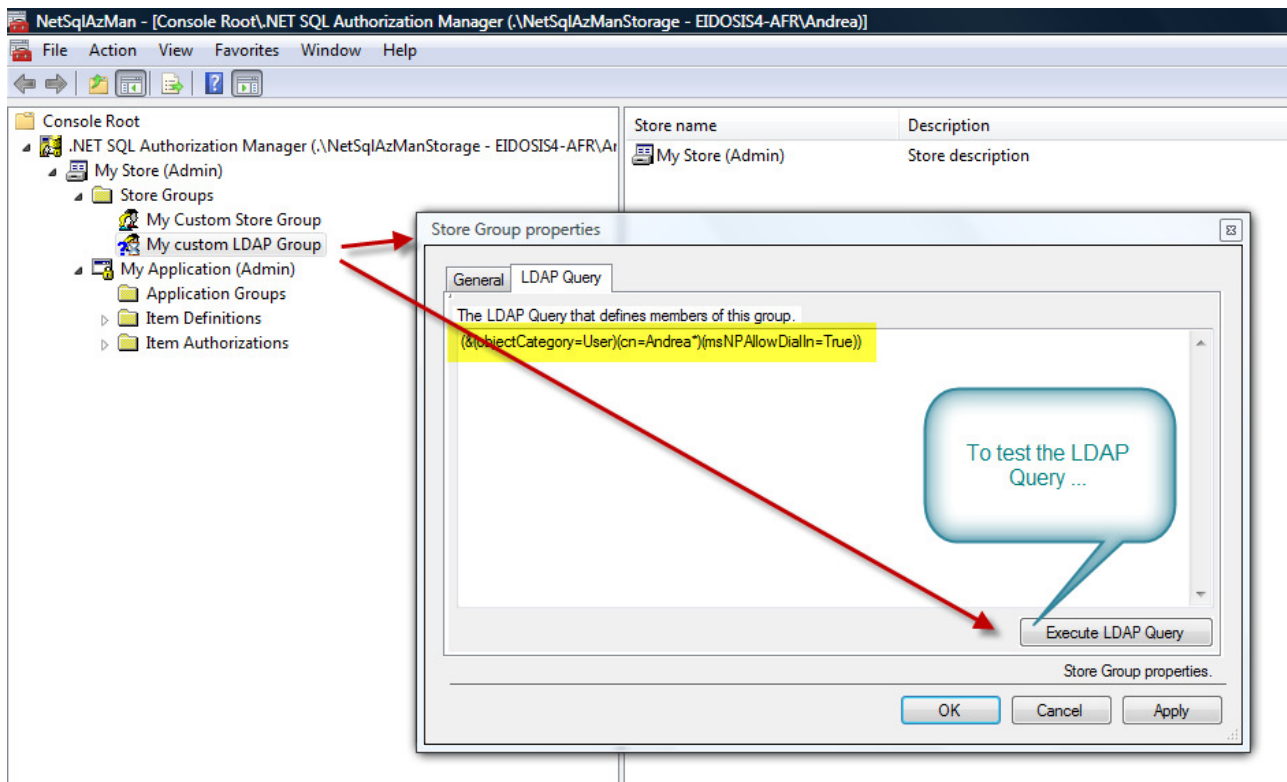 NetSqlAzMan - [Console Root\.NET SQL Authorization Manager (.\NetSqlAzManStorage - EIDOSIS4-AFR\Andrea)]
File Action View Favorites Window Help
Console Root
.NET SQL Authorization Manager (.\NetSqlAzManStorage - EIDOSIS4-AFR\Ar
My Store (Admin)
Store Groups
My Custom Store Group
My custom LDAP Group
My Application (Admin)
Application Groups
Item Definitions
Item Authorizations
Store name Description
My Store (Admin) Store description
Store Group properties
General LDAP Query
The LDAP Query that defines members of this group.
(&(objectCategory=User)(cn=Andrea*)(msNPAllowDialIn=True))
To test the LDAP
Query ...
Execute LDAP Query
Store Group properties.
OK Cancel Apply